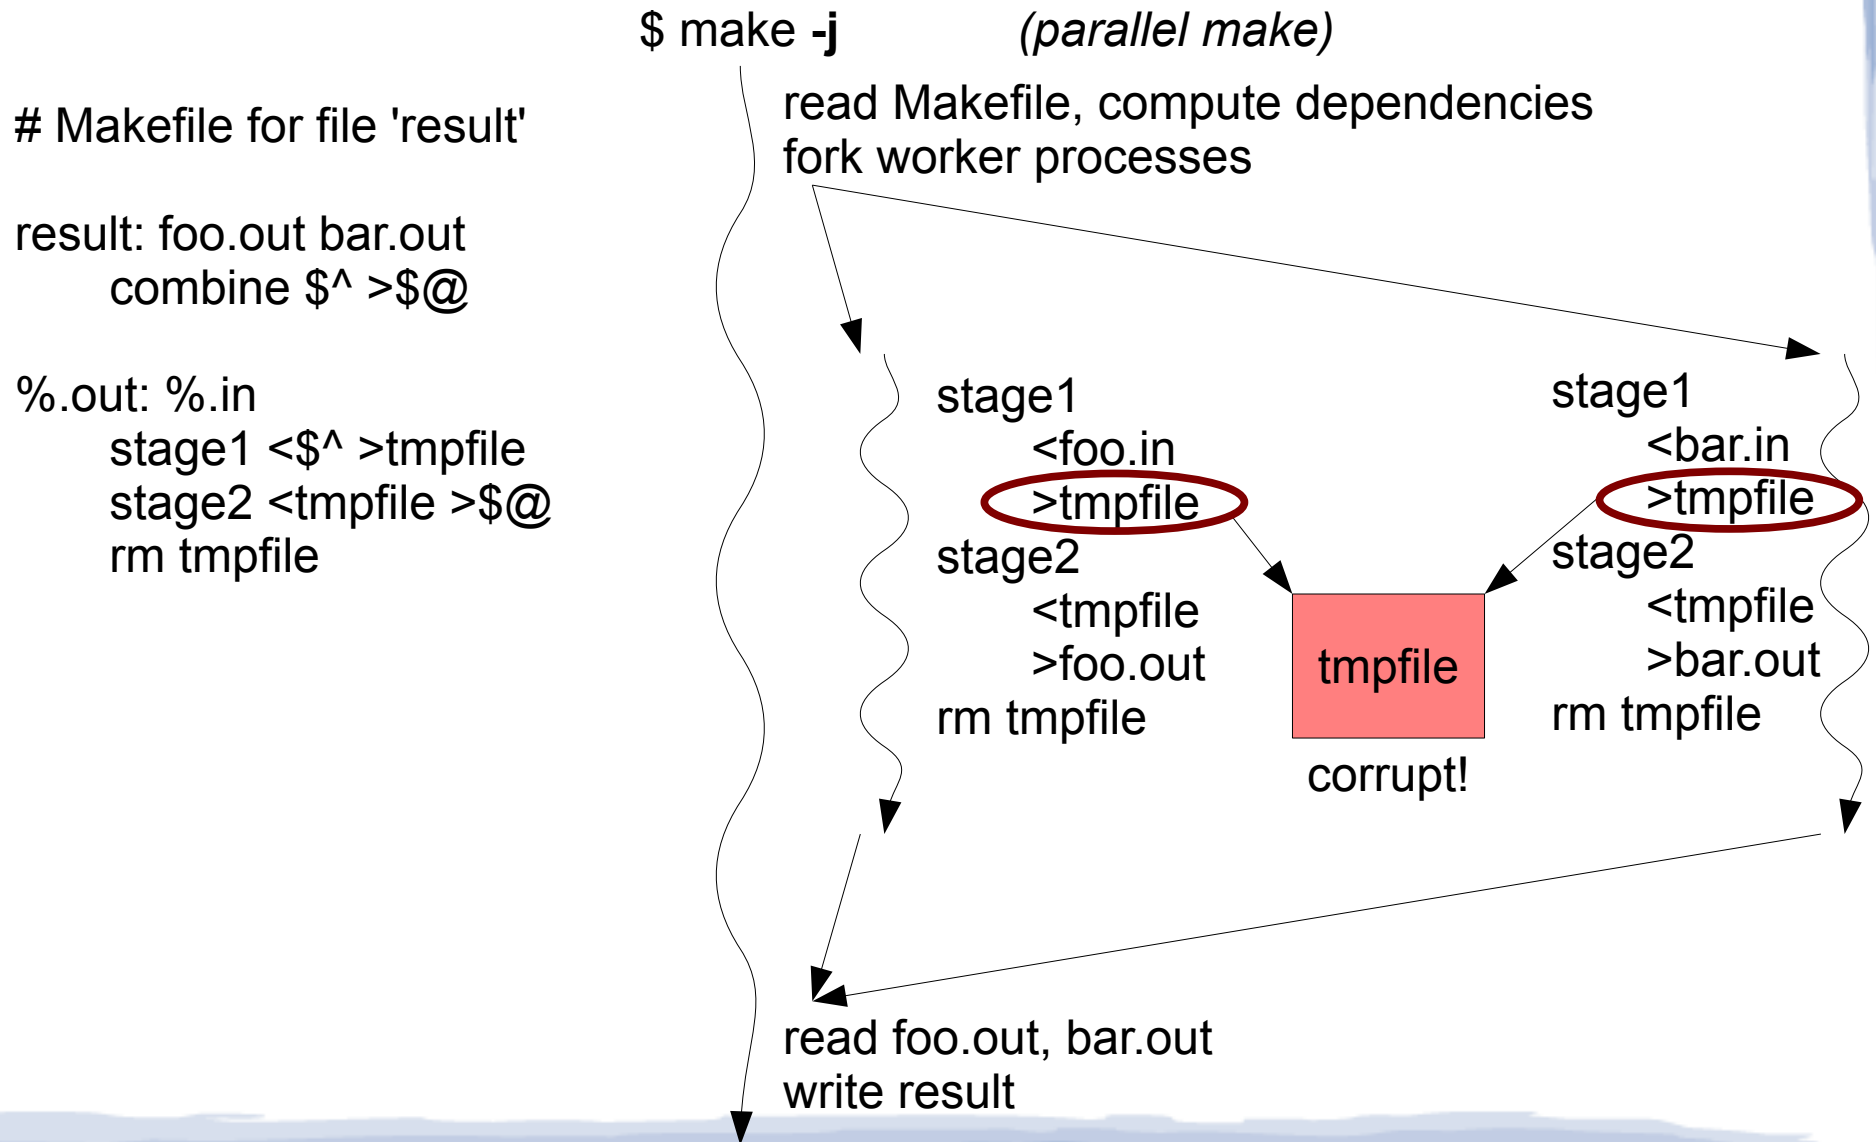 $ make -j (parallel make)
# Makefile for file 'result'
result: foo.out bar.out
combine $^ >$@
%.out: %.in
stage1 <$^ >tmpfile
stage2 <tmpfile >$@
rm tmpfile
read Makefile, compute dependencies
fork worker processes
stage1
<foo.in
>tmpfile
stage2
<tmpfile
>foo.out
rm tmpfile
tmpfile
corrupt!
stage1
<bar.in
>tmpfile
stage2
<tmpfile
>bar.out
rm tmpfile
read foo.out, bar.out
write result